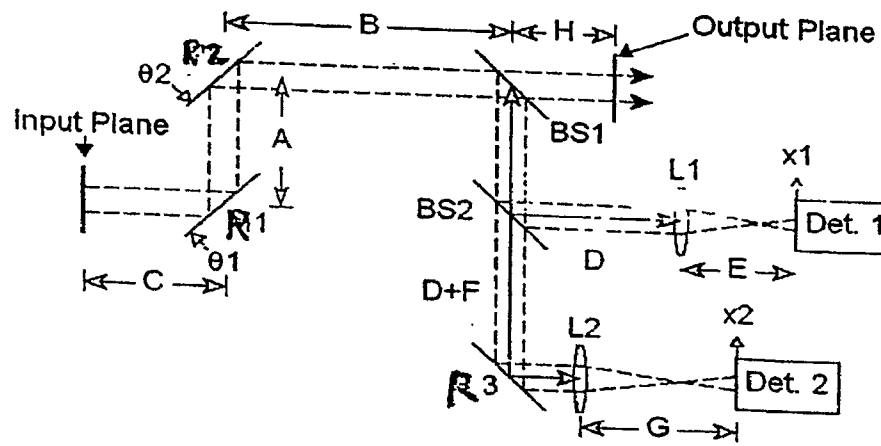 B
H
Output Plane
R2
θ2
Input Plane
A
BS1
L1
x1
BS2
Det. 1
R1
θ1
C
D
E
D+F
L2
x2
R3
Det. 2
G